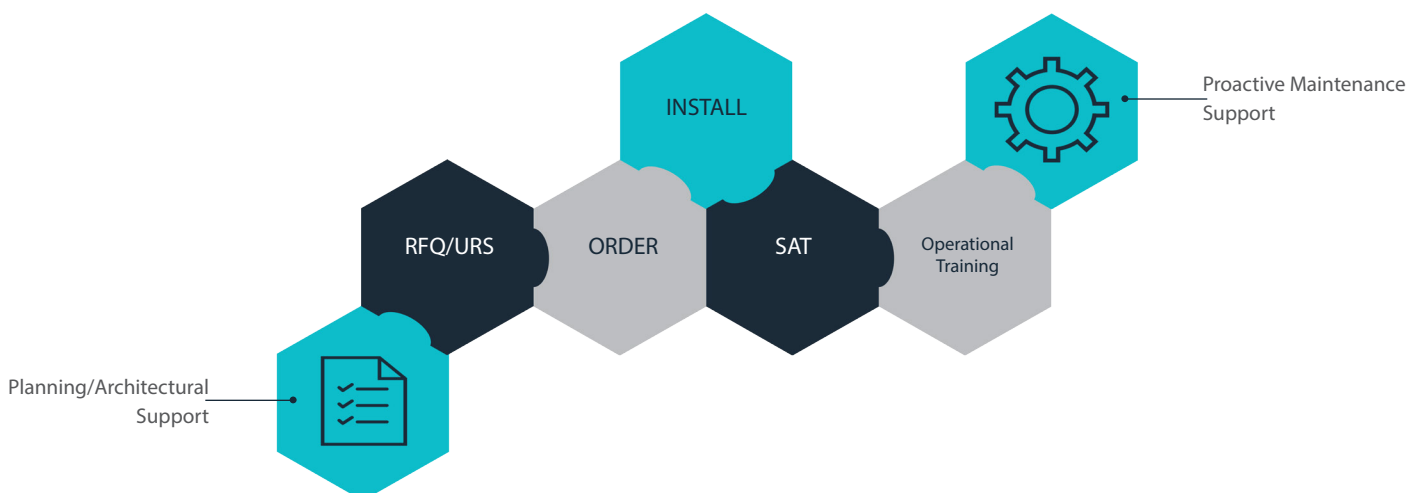 INSTALL
Proactive Maintenance
Support
RFQ/URS
ORDER
SAT
Operational
Training
Planning/Architectural
Support